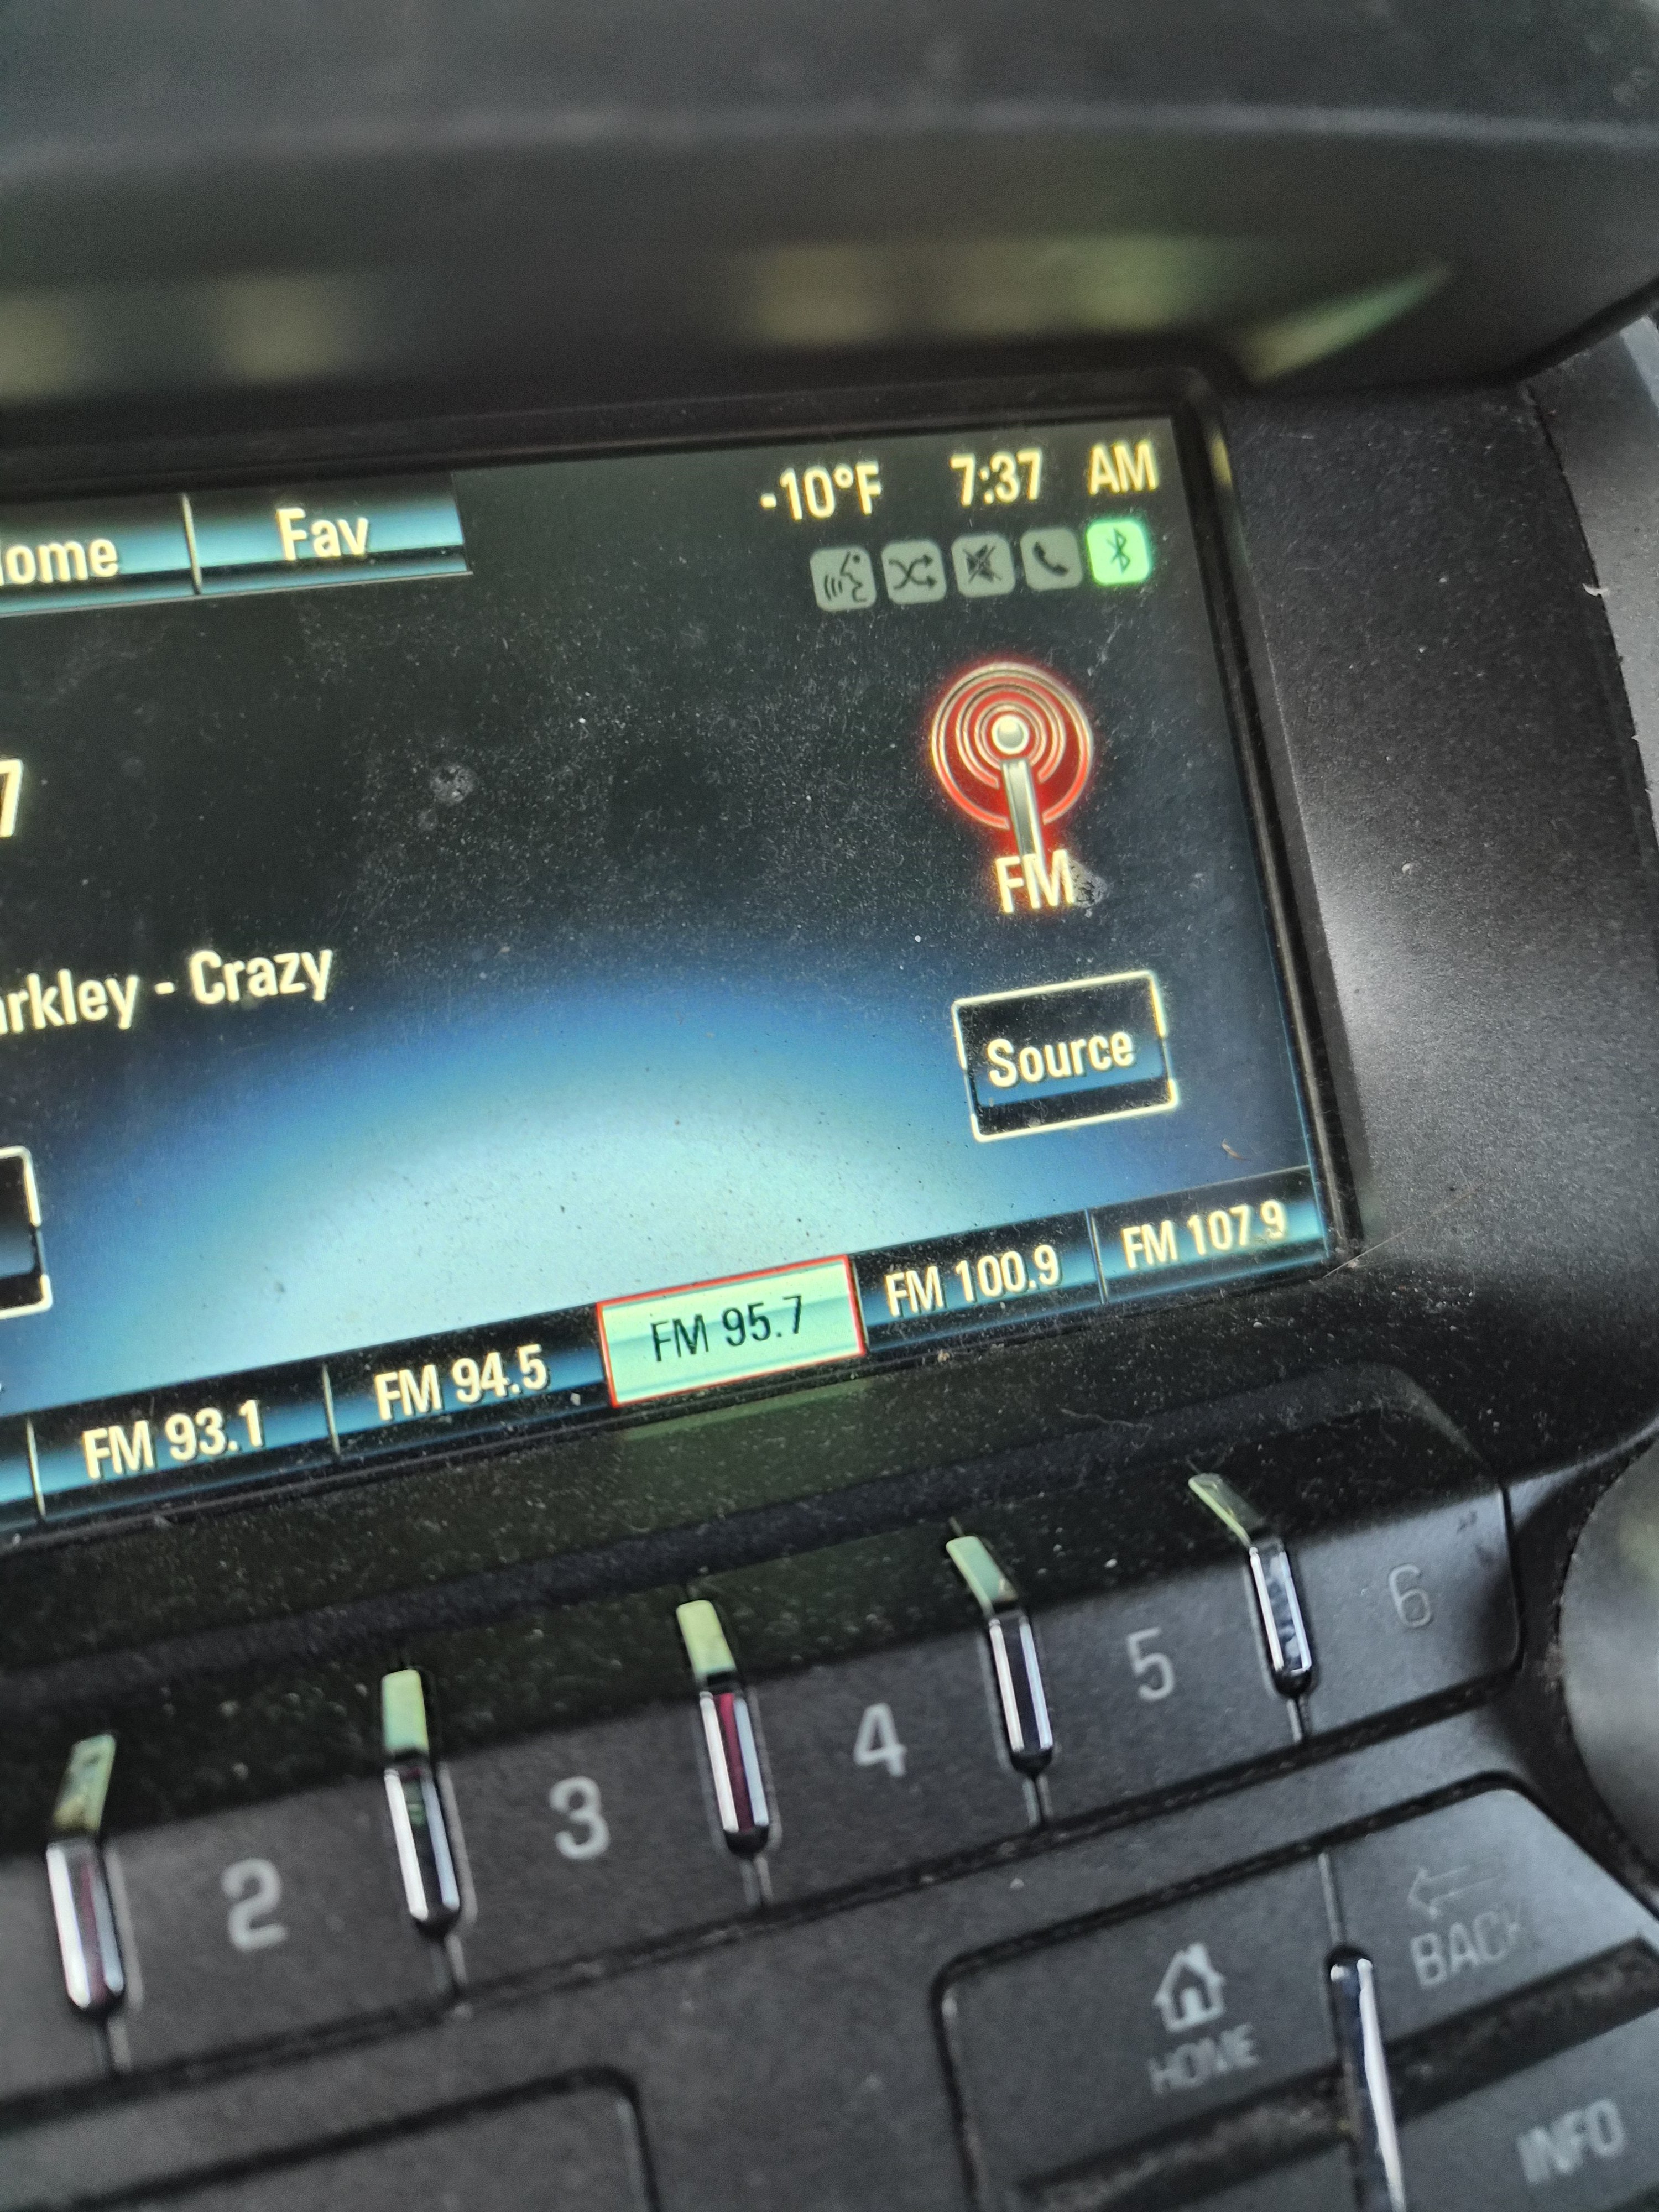 -10°F 7:37 AM
ome Fav
7
FM
rkley - Crazy
Source
FM 93.1 FM 94.5 FM 95.7 FM 100.9 FM 107.9
2 3 4 5 6
BACK
HOME
INFO